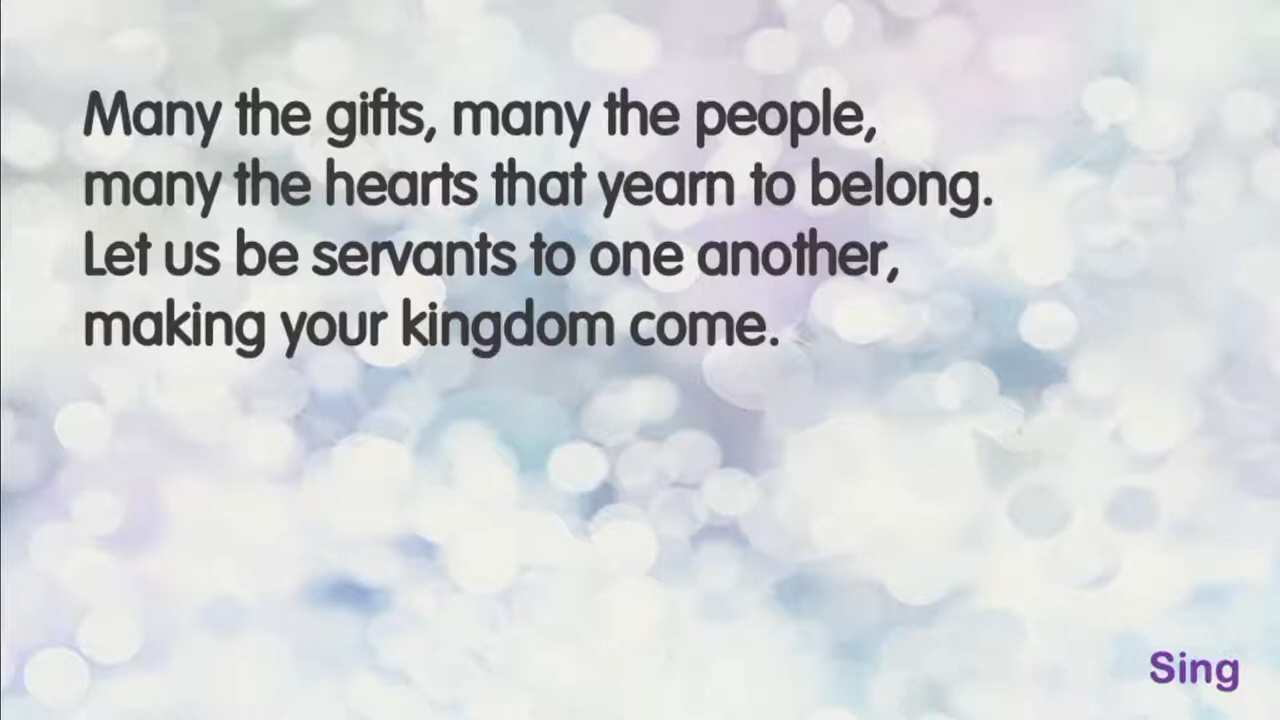 Many the gifts, many the people,
many the hearts that yearn to belong.
Let us be servants to one another,
making your kingdom come.
Sing